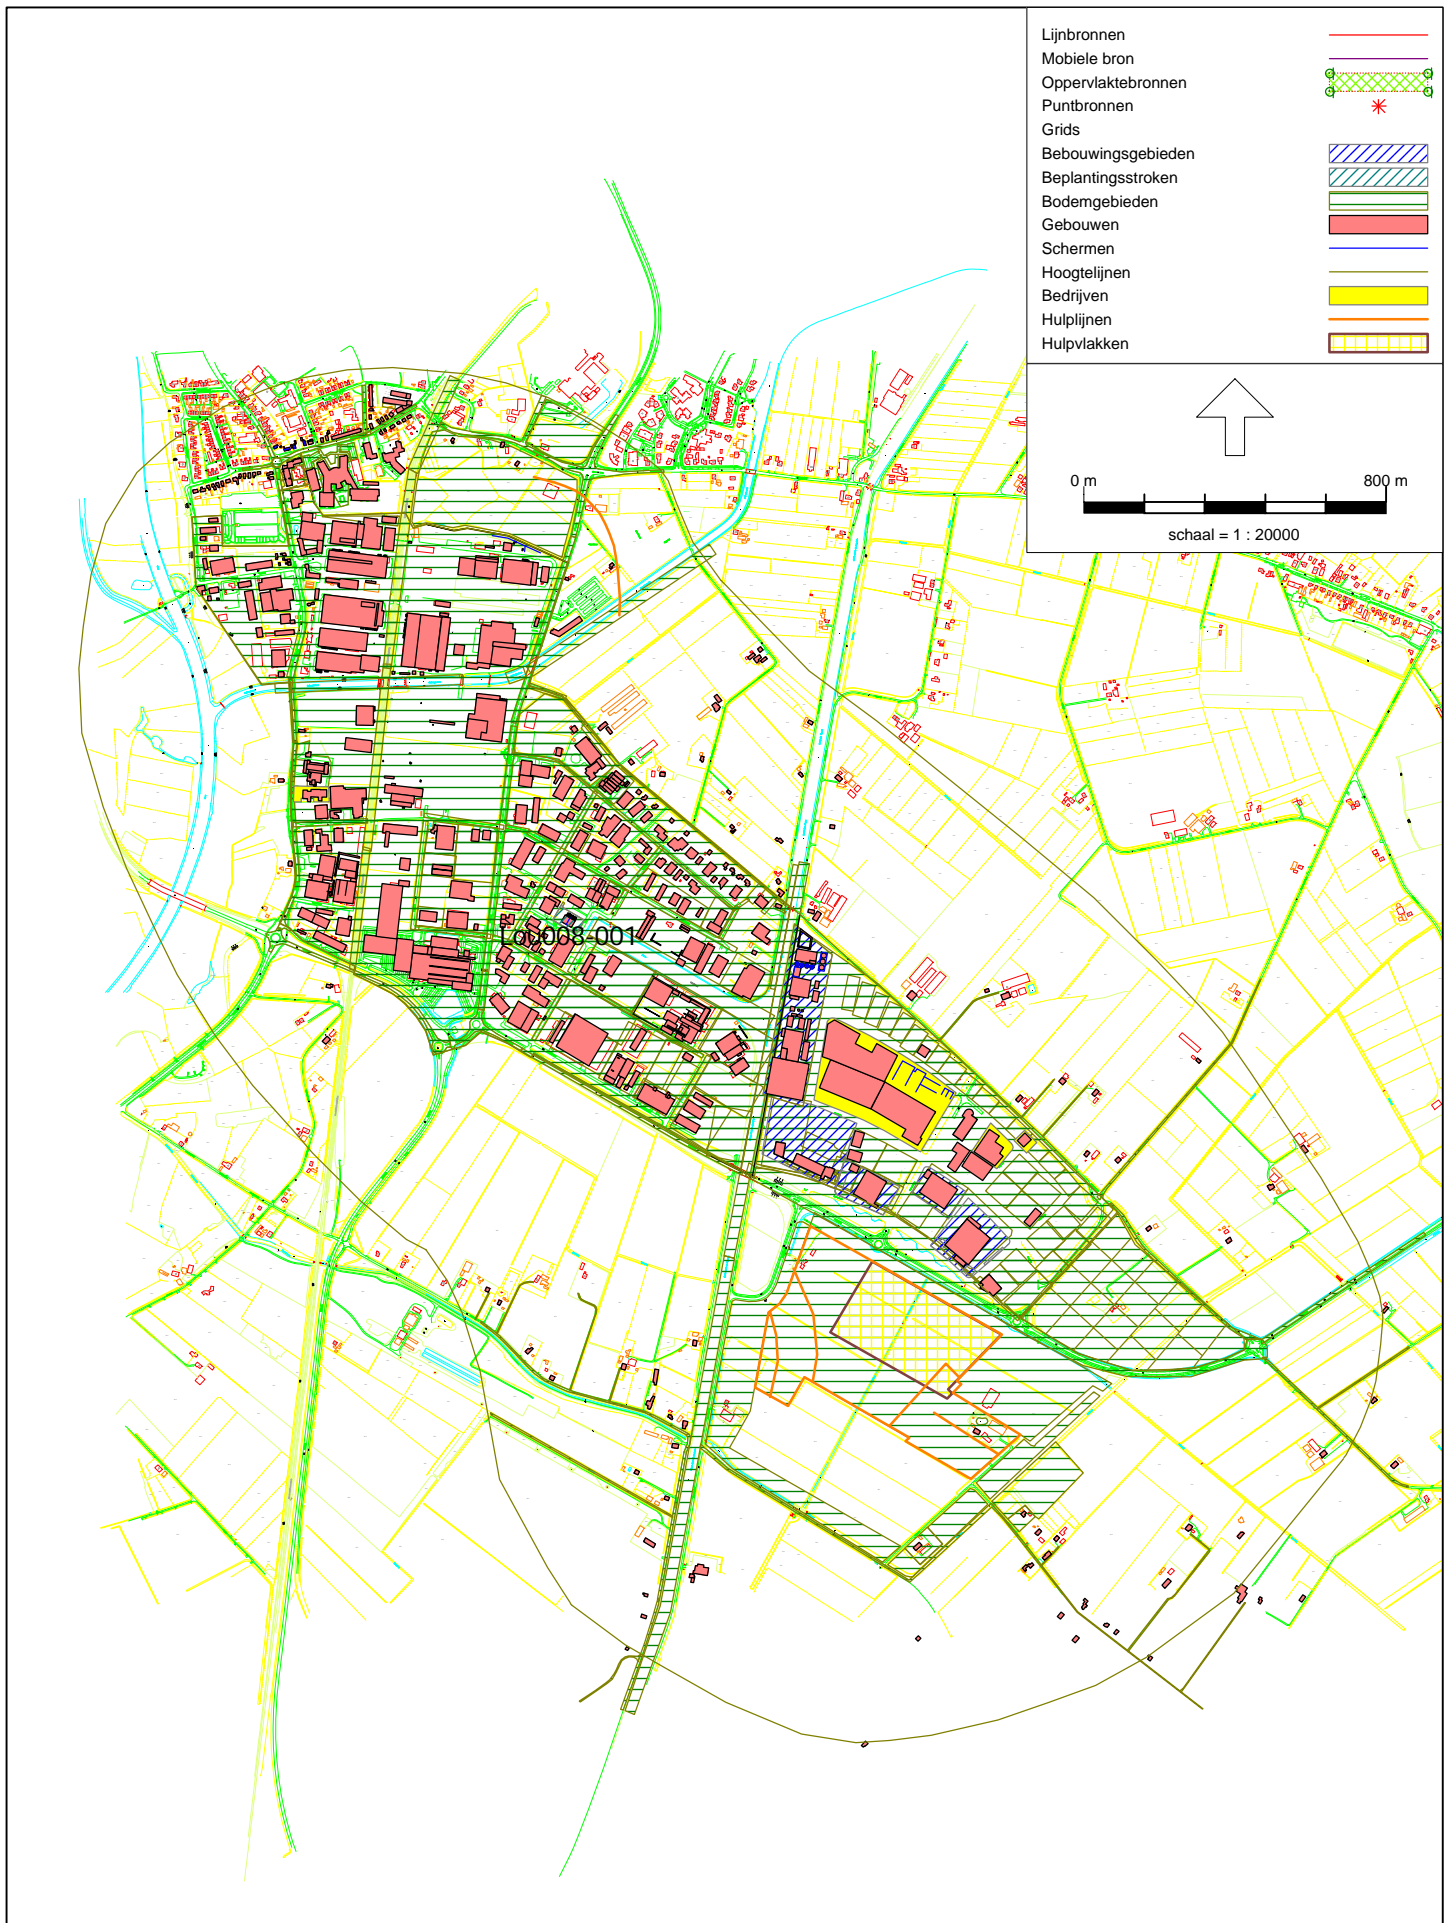 Lijnbronnen
Mobiele bron
Oppervlaktebronnen
Puntbronnen
Grids
Bebouwingsgebieden
Beplantingsstroken
Bodemgebieden
Gebouwen
Schermen
Hoogtelijnen
Bedrijven
Hulplijnen
Hulpvlakken
0 m 800 m
schaal = 1 : 20000